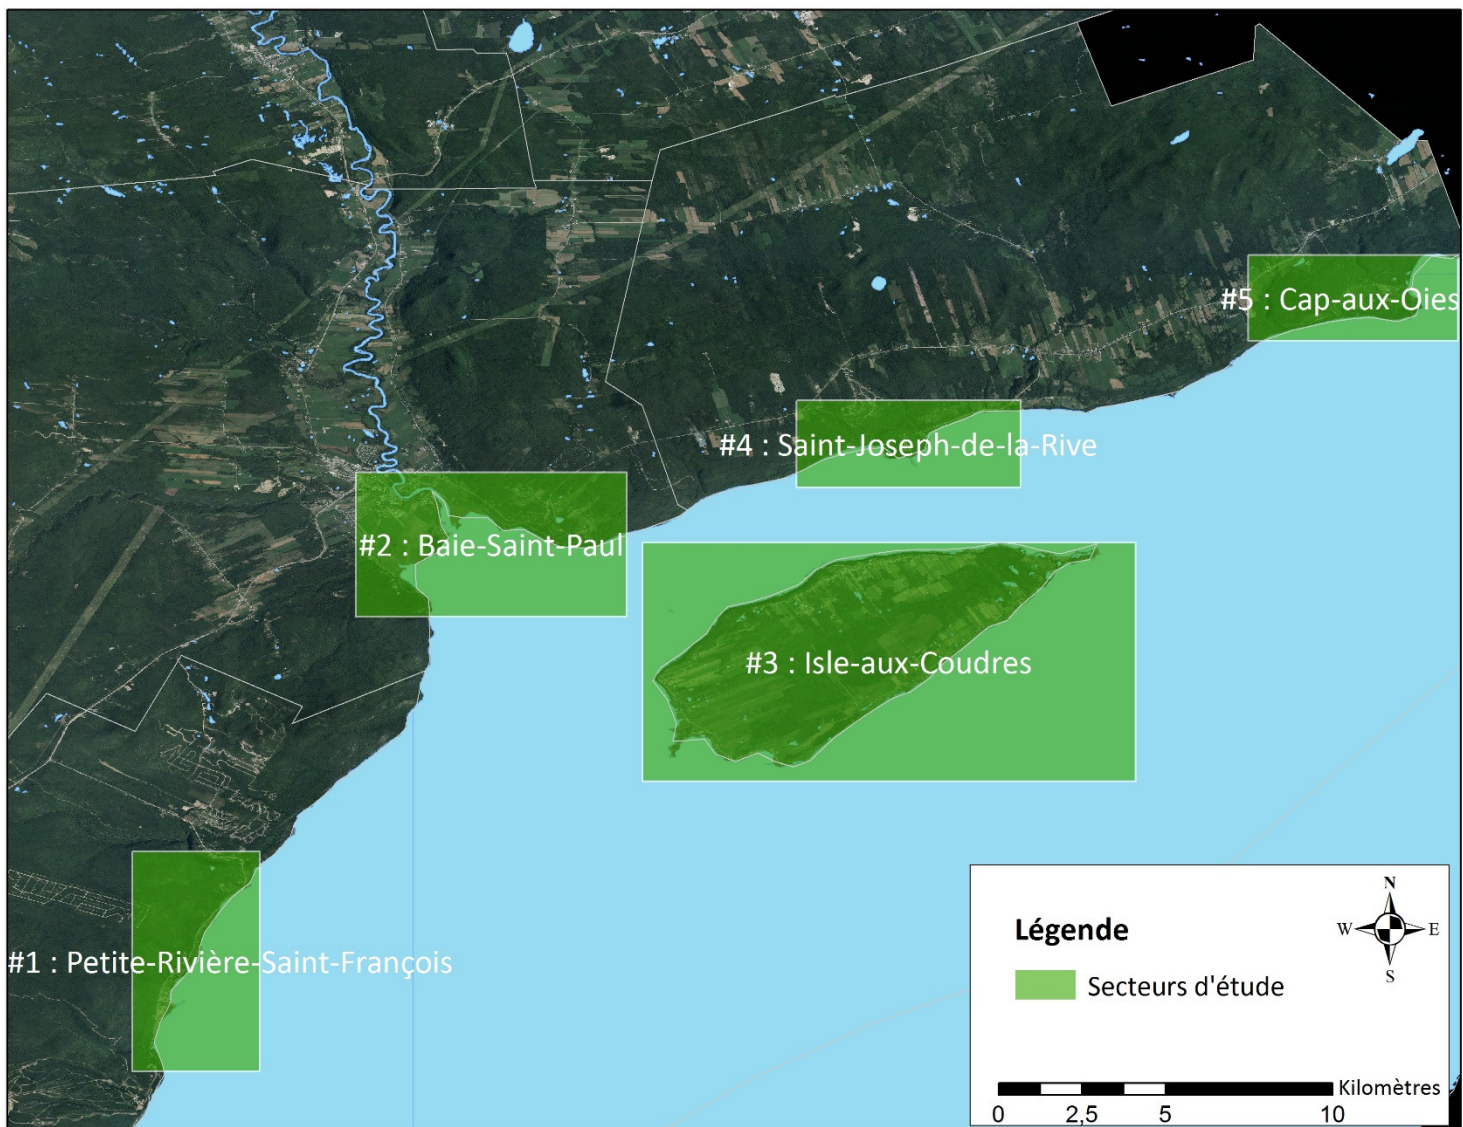 #5 : Cap-aux-Oies
#4 : Saint-Joseph-de-la-Rive
#2 : Baie-Saint-Paul
#3 : Isle-aux-Coudres
#1 : Petite-Rivière-Saint-François
Légende
Secteurs d'étude
N
W E
S
Kilomètres
0 2,5 5 10